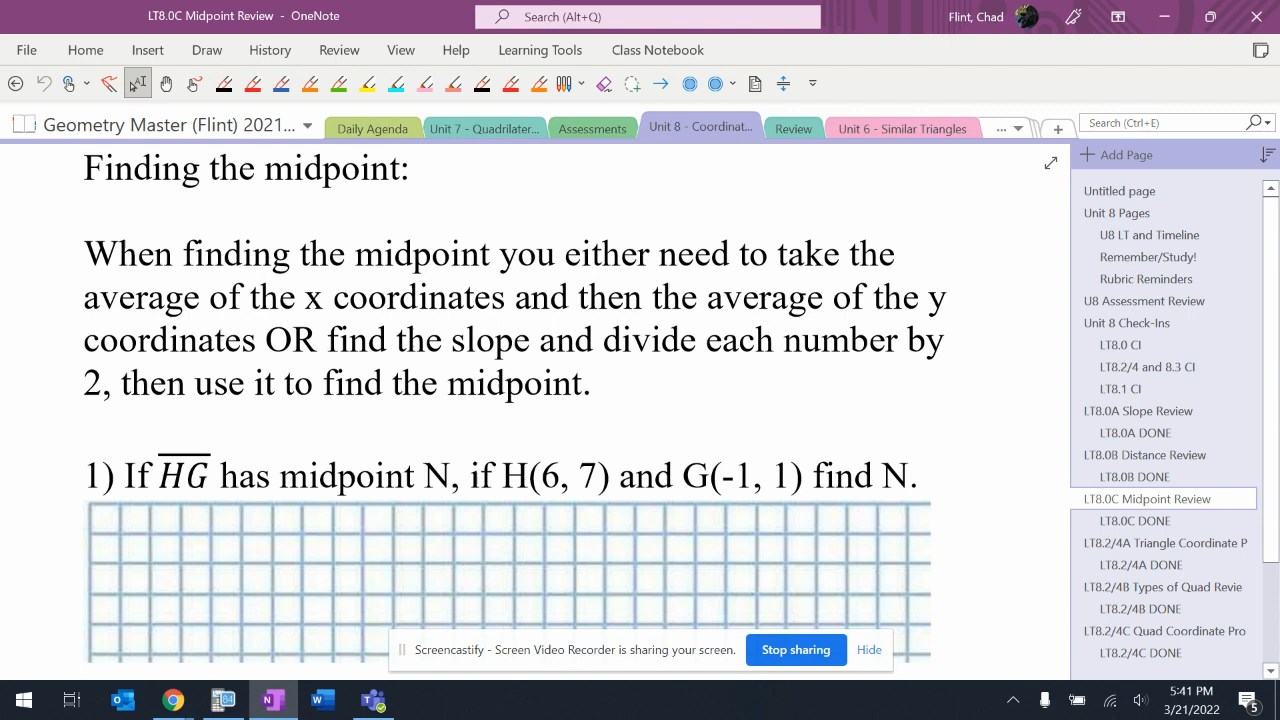 LT8.0C Midpoint Review - OneNote
Search (Alt+Q)
Flint, Chad
File Home Insert Draw History Review View Help Learning Tools Class Notebook
Geometry Master (Flint) 2021...
Daily Agenda Unit 7 - Quadrilater... Assessments Unit 8 - Coordinat... Review Unit 6 - Similar Triangles ...
Search (Ctrl+E)
Finding the midpoint:
When finding the midpoint you either need to take the
average of the x coordinates and then the average of the y
coordinates OR find the slope and divide each number by
2, then use it to find the midpoint.
1) If HG has midpoint N, if H(6, 7) and G(-1, 1) find N.
Add Page
Untitled page
Unit 8 Pages
U8 LT and Timeline
Remember/Study!
Rubric Reminders
U8 Assessment Review
Unit 8 Check-Ins
LT8.0 CI
LT8.2/4 and 8.3 CI
LT8.1 CI
LT8.0A Slope Review
LT8.0A DONE
LT8.0B Distance Review
LT8.0B DONE
LT8.0C Midpoint Review
LT8.0C DONE
LT8.2/4A Triangle Coordinate P
LT8.2/4A DONE
LT8.2/4B Types of Quad Revie
LT8.2/4B DONE
LT8.2/4C Quad Coordinate Pro
LT8.2/4C DONE
Screencastify - Screen Video Recorder is sharing your screen. Stop sharing Hide
5:41 PM
3/21/2022
5